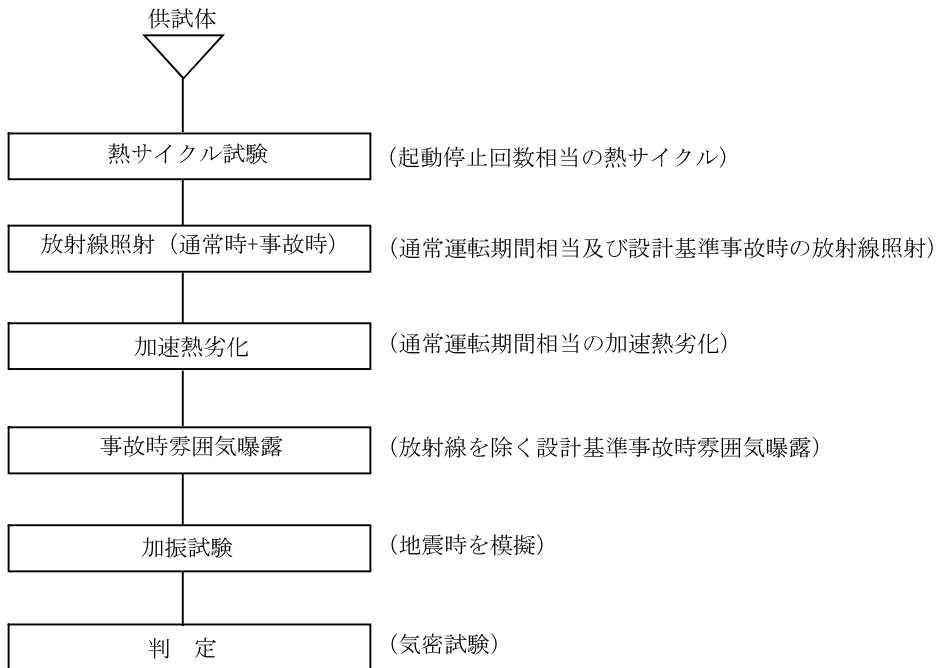 供試体
熱サイクル試験 (起動停止回数相当の熱サイクル)
放射線照射（通常時+事故時） (通常運転期間相当及び設計基準事故時の放射線照射)
加速熱劣化 (通常運転期間相当の加速熱劣化)
事故時雰囲気曝露 (放射線を除く設計基準事故時雰囲気曝露)
加振試験 (地震時を模擬)
判　定 (気密試験)